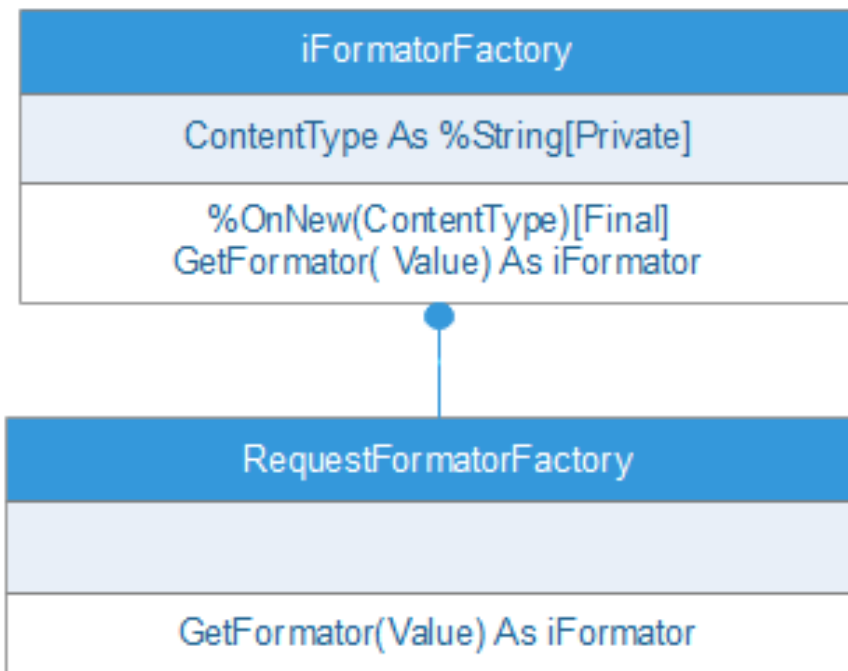 iFormatorFactory
ContentType As %String[Private]
%OnNew(ContentType)[Final]
GetFormator( Value) As iFormator
RequestFormatorFactory
GetFormator(Value) As iFormator